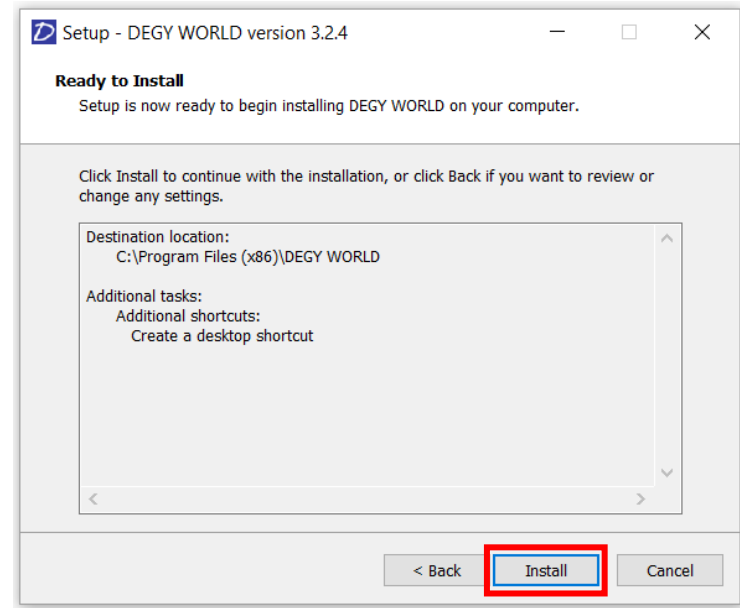 Setup - DEGY WORLD version 3.2.4
Ready to Install
Setup is now ready to begin installing DEGY WORLD on your computer.
Click Install to continue with the installation, or click Back if you want to review or
change any settings.
Destination location:
C:\Program Files (x86)\DEGY WORLD
Additional tasks:
Additional shortcuts:
Create a desktop shortcut
< Back
Install
Cancel